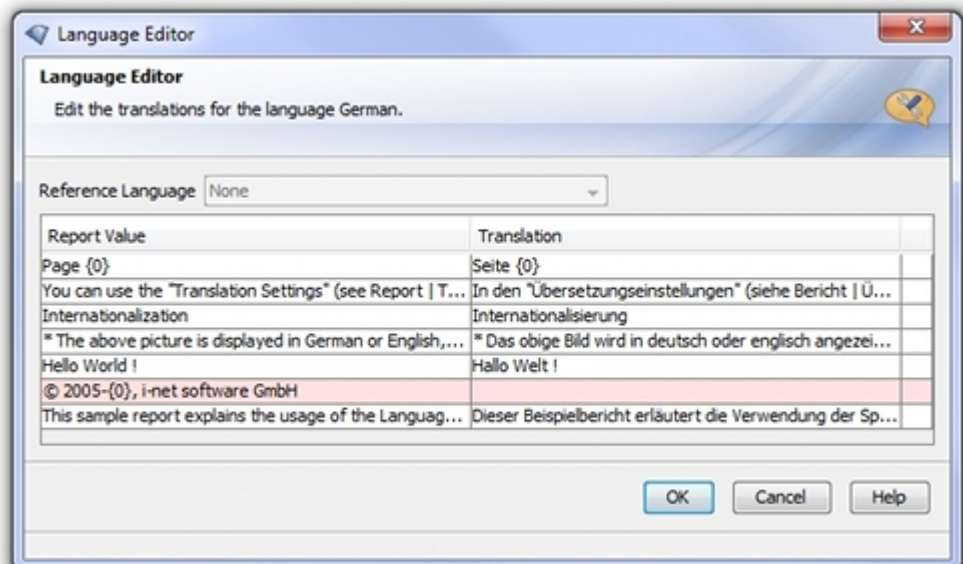 Language Editor
Language Editor
Edit the translations for the language German.
Reference Language None
Report Value Translation
Page {0} Seite {0}
You can use the "Translation Settings" (see Report | T... In den "Übersetzungseinstellungen" (siehe Bericht | Ü...
Internationalization Internationalisierung
* The above picture is displayed in German or English,... * Das obige Bild wird in deutsch oder englisch angezei...
Hello World ! Hallo Welt !
© 2005-{0}, i-net software GmbH
This sample report explains the usage of the Languag... Dieser Beispielbericht erläutert die Verwendung der Sp...
OK Cancel Help